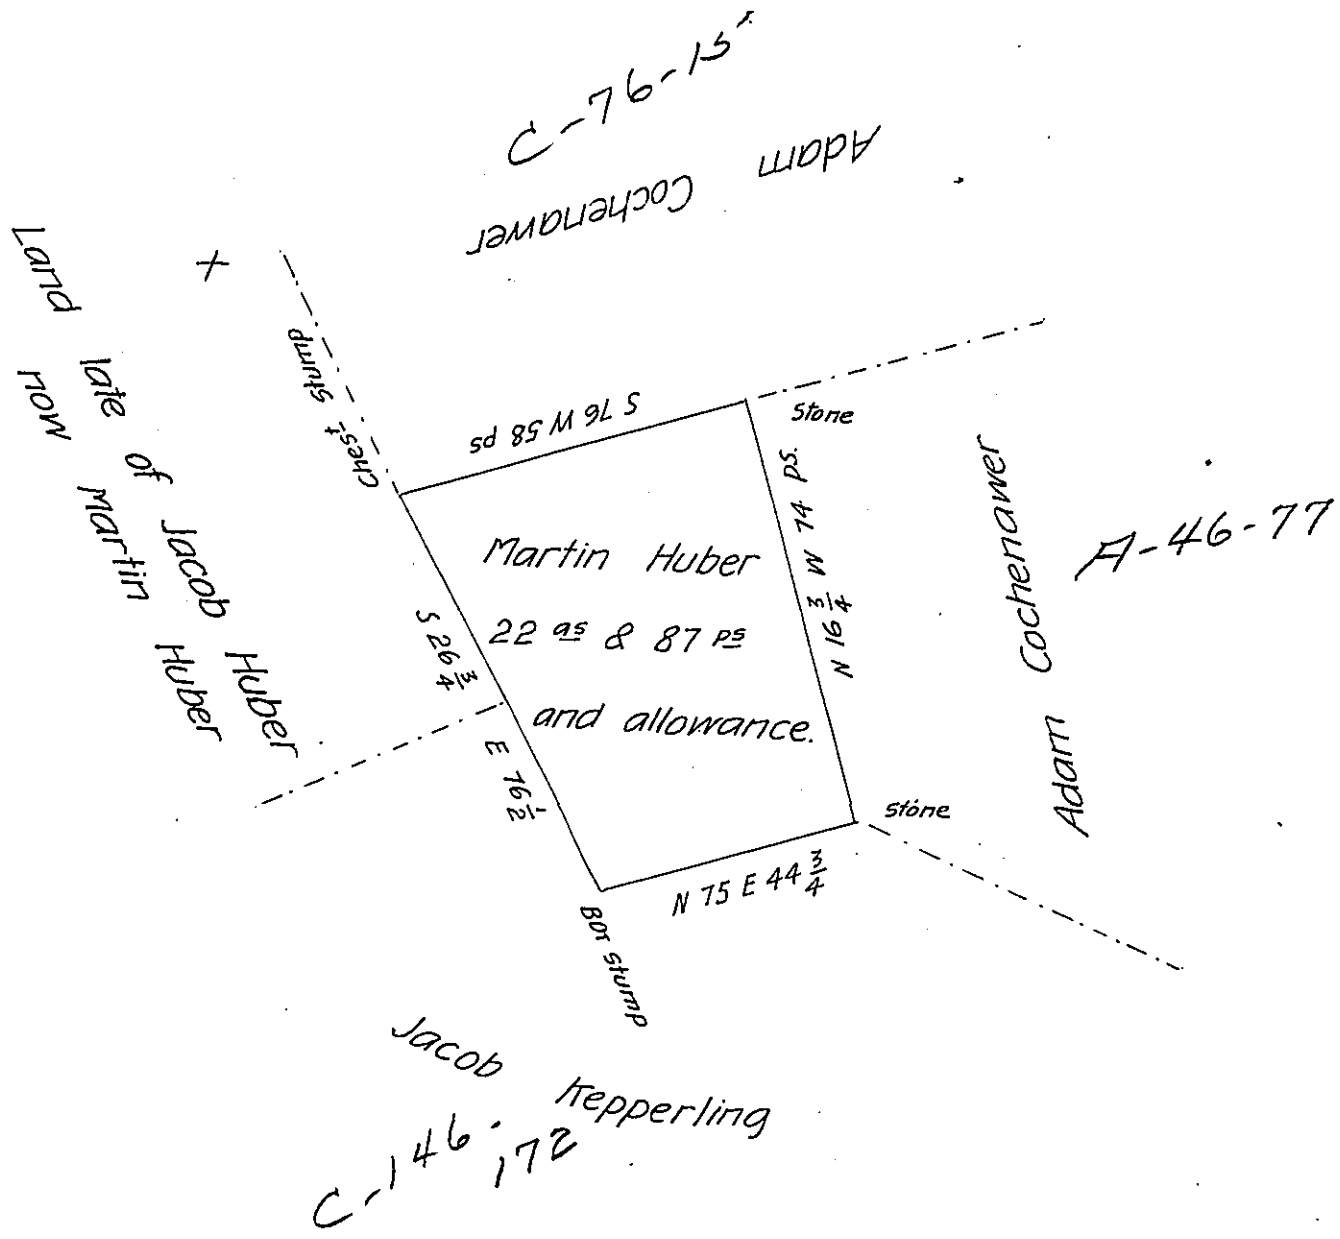 C-76-15
Adam Cochenawer
Land late of Jacob Huber
now Martin Huber
+
Chest Stump
S 76 W 58 ps
Stone
N 16 3/4 W 74 ps.
Martin Huber
22 as & 87 ps
and allowance.
S 26 3/4 E 76 1/2
Adam Cochenawer
A-46-77
stone
N 75 E 44 3/4
BOt stump
Jacob Kepperling
C-146-
172